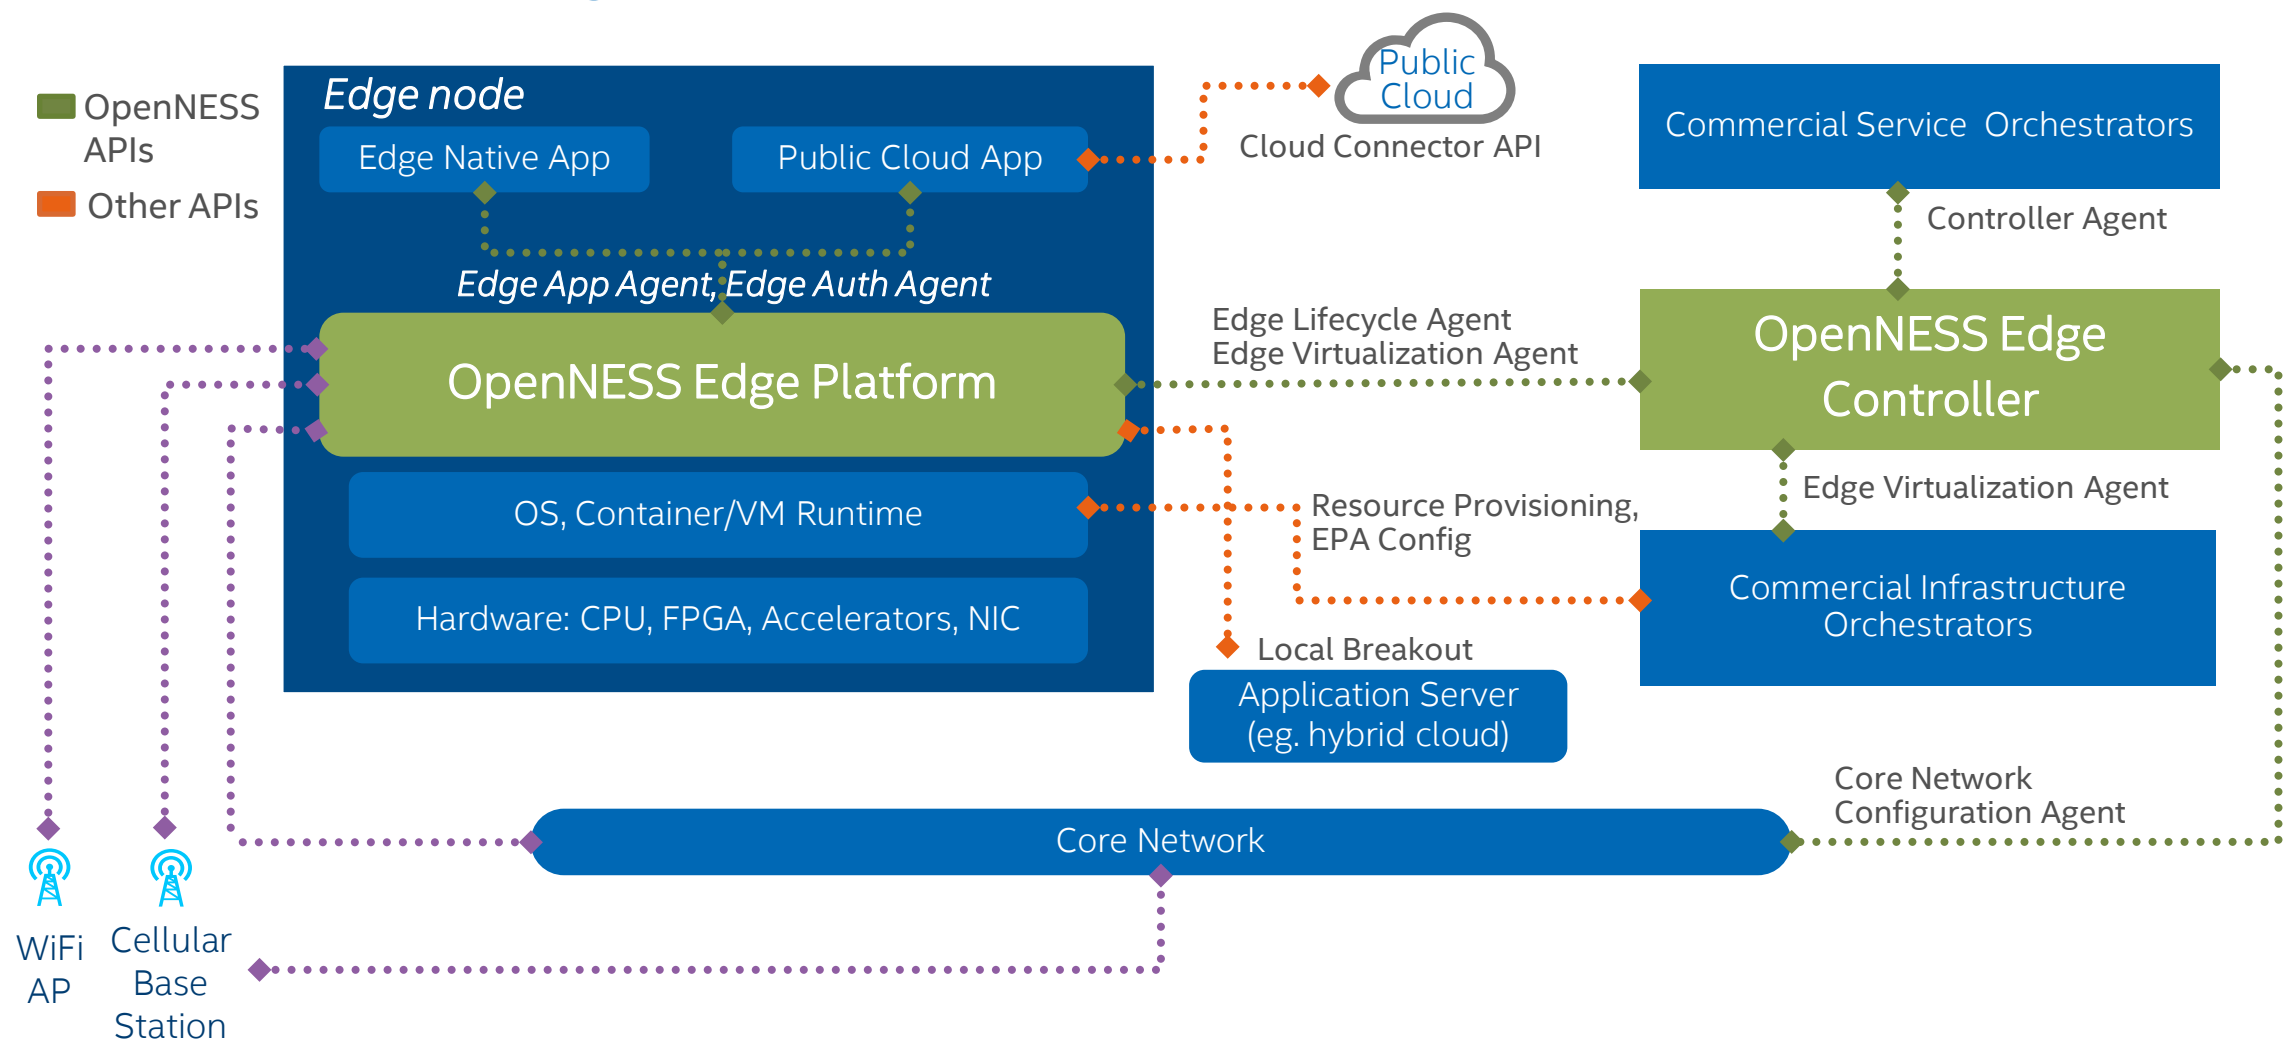 OpenNESS
APIs
Other APIs
Edge node
Edge Native App
Public Cloud App
Edge App Agent, Edge Auth Agent
OpenNESS Edge Platform
OS, Container/VM Runtime
Hardware: CPU, FPGA, Accelerators, NIC
Public
Cloud
Cloud Connector API
Commercial Service Orchestrators
Controller Agent
Edge Lifecycle Agent
Edge Virtualization Agent
OpenNESS Edge
Controller
Resource Provisioning,
EPA Config
Edge Virtualization Agent
Commercial Infrastructure
Orchestrators
Local Breakout
Application Server
(eg. hybrid cloud)
Core Network
Configuration Agent
Core Network
WiFi
AP
Cellular
Base
Station